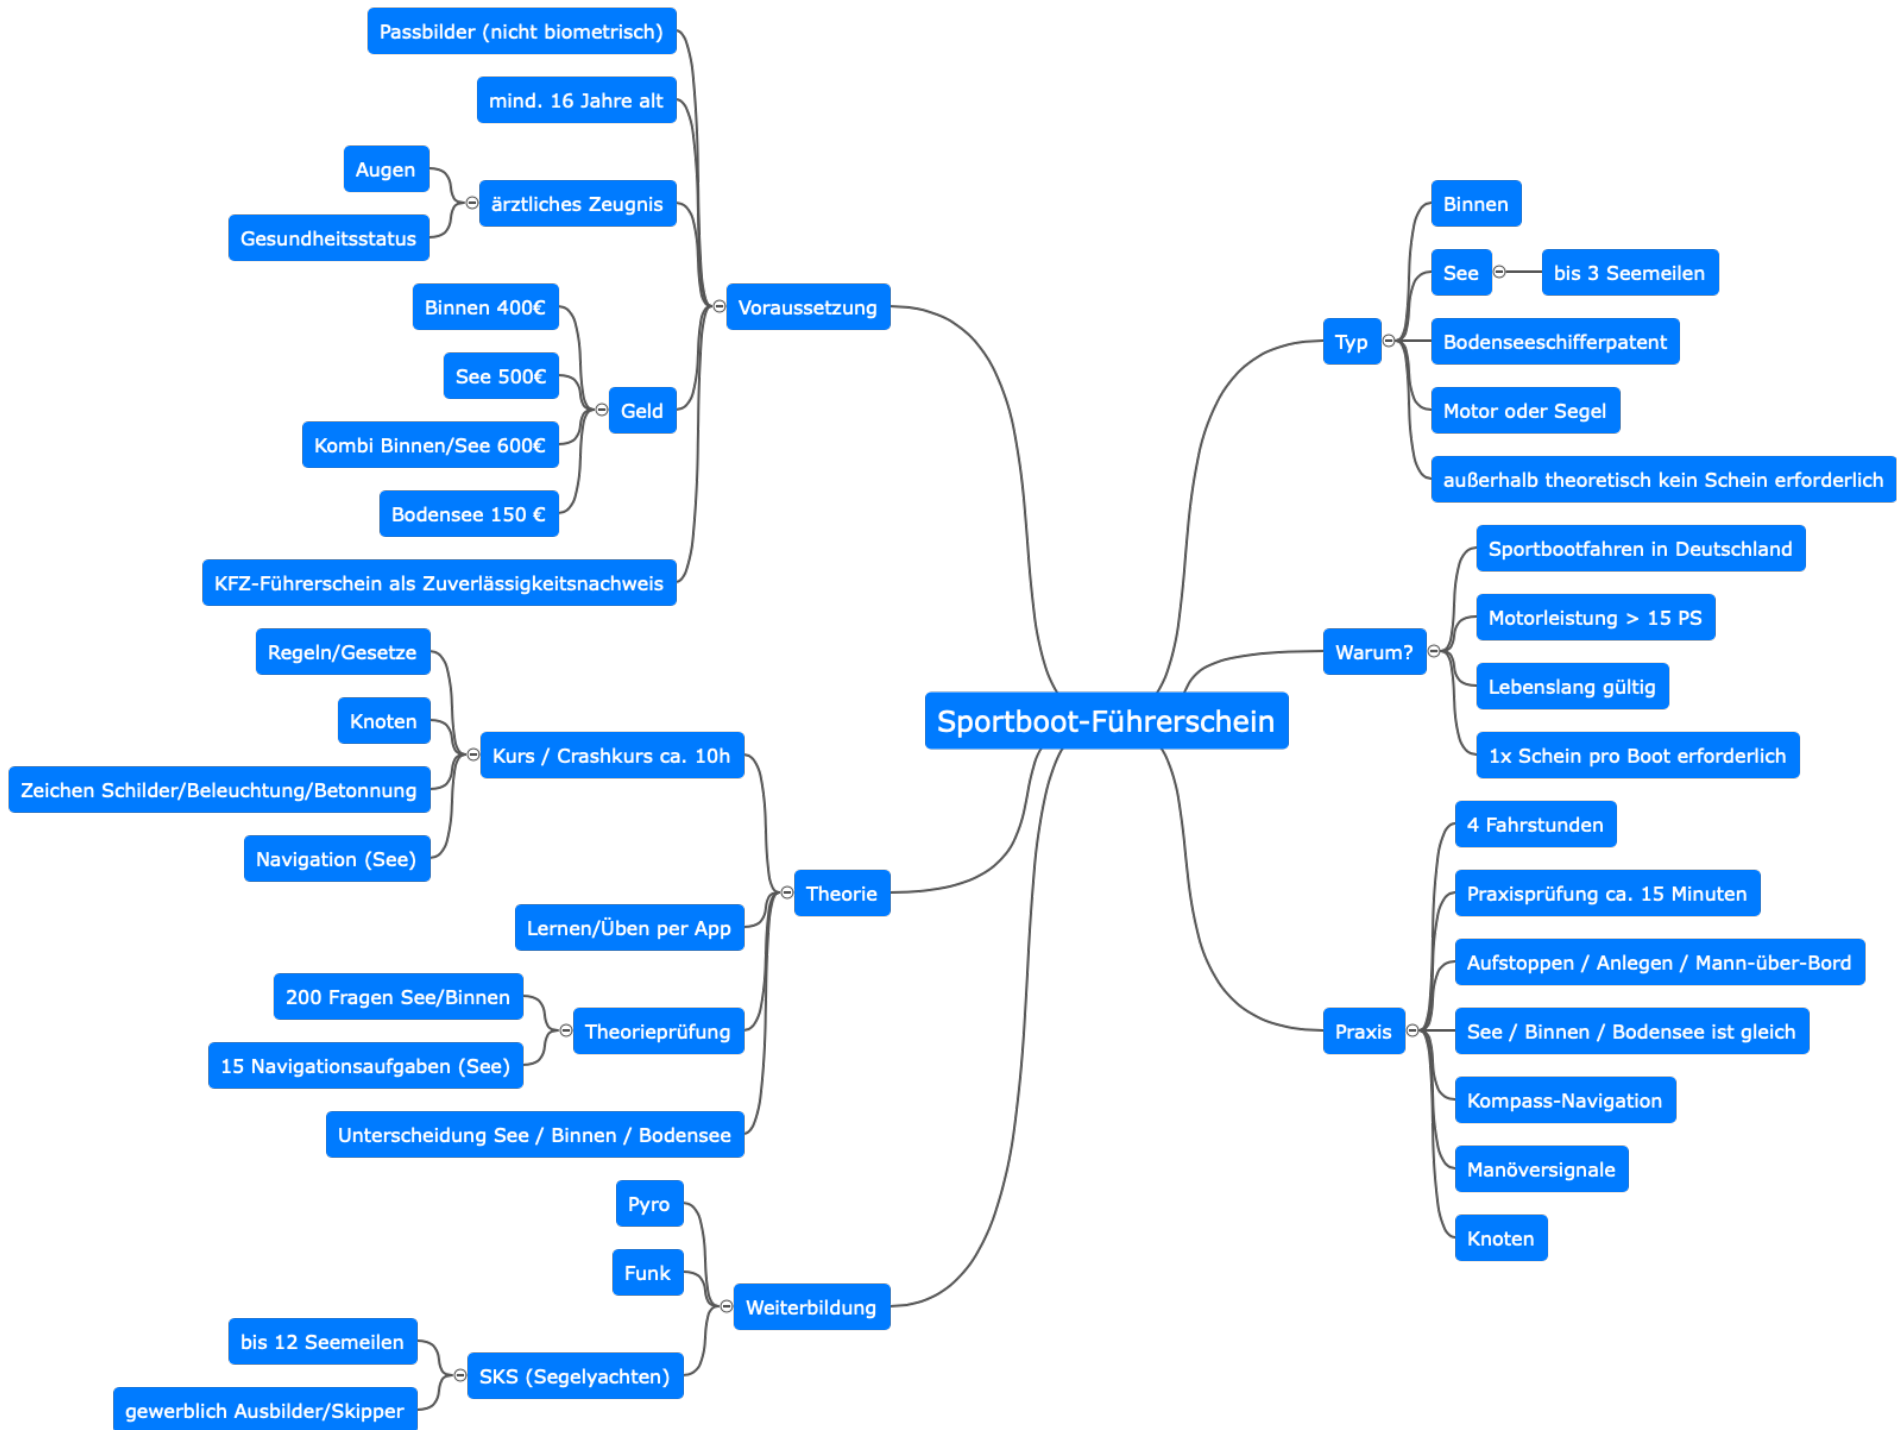 Sportboot-Führerschein
Voraussetzung
Passbilder (nicht biometrisch)
mind. 16 Jahre alt
ärztliches Zeugnis
Augen
Gesundheitsstatus
Geld
Binnen 400€
See 500€
Kombi Binnen/See 600€
Bodensee 150 €
KFZ-Führerschein als Zuverlässigkeitsnachweis
Theorie
Kurs / Crashkurs ca. 10h
Regeln/Gesetze
Knoten
Zeichen Schilder/Beleuchtung/Betonnung
Navigation (See)
Lernen/Üben per App
Theorieprüfung
200 Fragen See/Binnen
15 Navigationsaufgaben (See)
Unterscheidung See / Binnen / Bodensee
Weiterbildung
Pyro
Funk
SKS (Segelyachten)
bis 12 Seemeilen
gewerblich Ausbilder/Skipper
Typ
Binnen
See
bis 3 Seemeilen
Bodenseeschifferpatent
Motor oder Segel
außerhalb theoretisch kein Schein erforderlich
Warum?
Sportbootfahren in Deutschland
Motorleistung > 15 PS
Lebenslang gültig
1x Schein pro Boot erforderlich
Praxis
4 Fahrstunden
Praxisprüfung ca. 15 Minuten
Aufstoppen / Anlegen / Mann-über-Bord
See / Binnen / Bodensee ist gleich
Kompass-Navigation
Manöversignale
Knoten